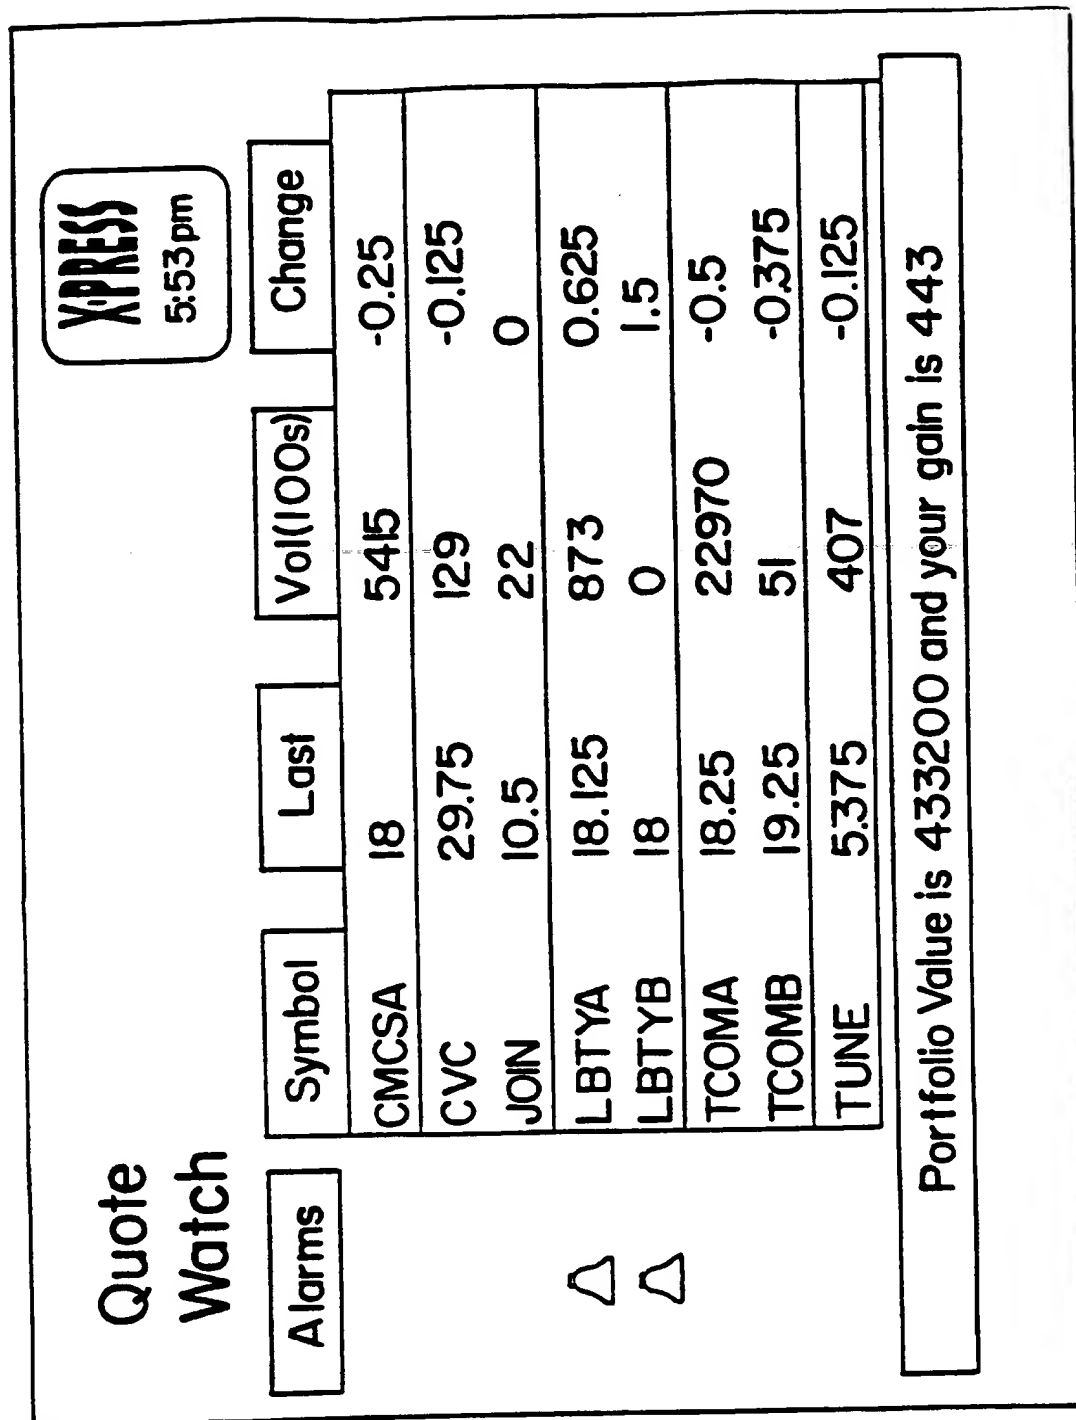 Quote
Watch
X·PRESS
5:53pm
Alarms Symbol Last Vol(100s) Change
CMCSA 18 5415 -0.25
CVC 29.75 129 -0.125
JOIN 10.5 22 0
LBTYA 18.125 873 0.625
LBTYB 18 0 1.5
TCOMA 18.25 22970 -0.5
TCOMB 19.25 51 -0.375
TUNE 5.375 407 -0.125
Portfolio Value is 433200 and your gain is 443